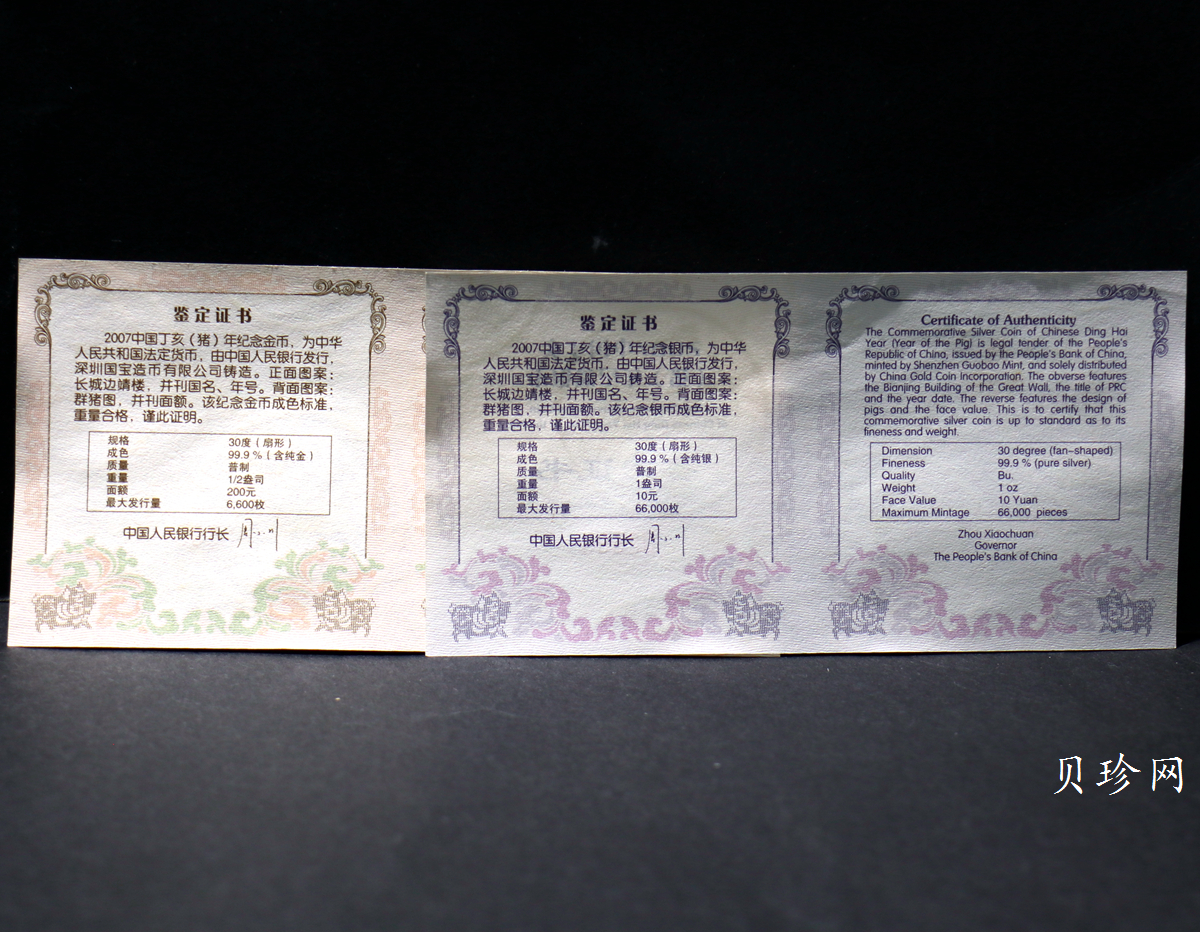 鉴定证书
2007中国丁亥（猪）年纪念金币，为中华
人民共和国法定货币，由中国人民银行发行，
深圳国宝造币有限公司铸造。正面图案：
长城边靖楼，并刊国名、年号。背面图案：
群猪图，并刊面额。该纪念金币成色标准，
重量合格，谨此证明。
规格 30度（扇形）
成色 99.9％（含纯金）
质量 普制
重量 1/2盎司
面额 200元
最大发行量 6,600枚
中国人民银行行长
鉴定证书
2007中国丁亥（猪）年纪念银币，为中华
人民共和国法定货币，由中国人民银行发行，
深圳国宝造币有限公司铸造。正面图案：
长城边靖楼，并刊国名、年号。背面图案：
群猪图，并刊面额。该纪念银币成色标准，
重量合格，谨此证明。
规格 30度（扇形）
成色 99.9％（含纯银）
质量 普制
重量 1盎司
面额 10元
最大发行量 66,000枚
中国人民银行行长
Certificate of Authenticity
The Commemorative Silver Coin of Chinese Ding Hai
Year (Year of the Pig) is legal tender of the People's
Republic of China, issued by the People's Bank of China,
minted by Shenzhen Guobao Mint, and solely distributed
by China Gold Coin Incorporation. The obverse features
the Bianjing Building of the Great Wall, the title of PRC
and the year date. The reverse features the design of
pigs and the face value. This is to certify that this
commemorative silver coin is up to standard as to its
fineness and weight.
Dimension 30 degree (fan-shaped)
Fineness 99.9 % (pure silver)
Quality Bu.
Weight 1 oz
Face Value 10 Yuan
Maximum Mintage 66,000 pieces
Zhou Xiaochuan
Governor
The People's Bank of China
贝珍网